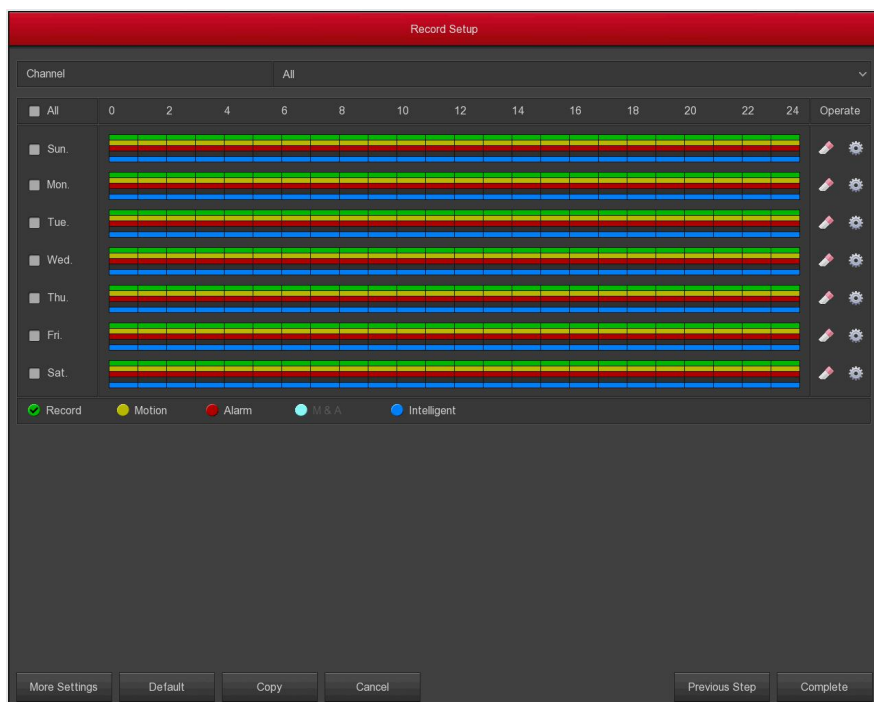 Record Setup
Channel All
All 0 2 4 6 8 10 12 14 16 18 20 22 24 Operate
Sun.
Mon.
Tue.
Wed.
Thu.
Fri.
Sat.
Record Motion Alarm M & A Intelligent
More Settings Default Copy Cancel Previous Step Complete